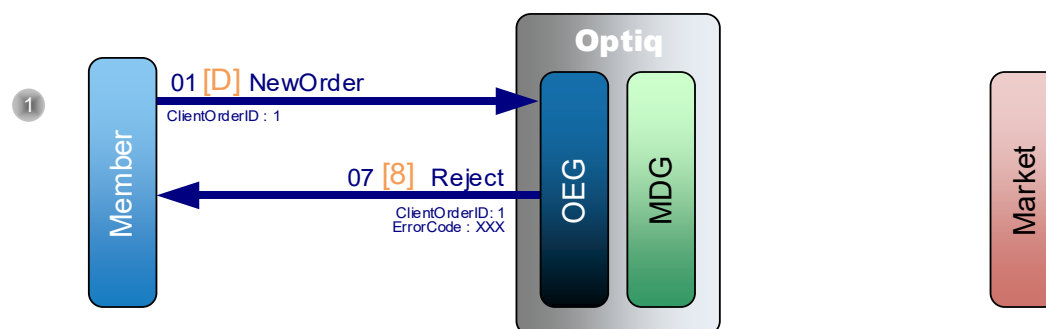 Optiq
1
01 [D] NewOrder
ClientOrderID : 1
Member
07 [8] Reject
ClientOrderID: 1
ErrorCode : XXX
OEG
MDG
Market